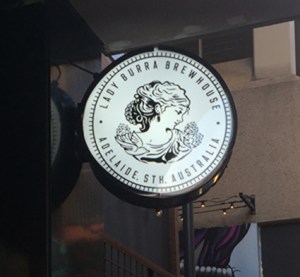 LADY BURRA BREWHOUSE
ADELAIDE, STH. AUSTRALIA